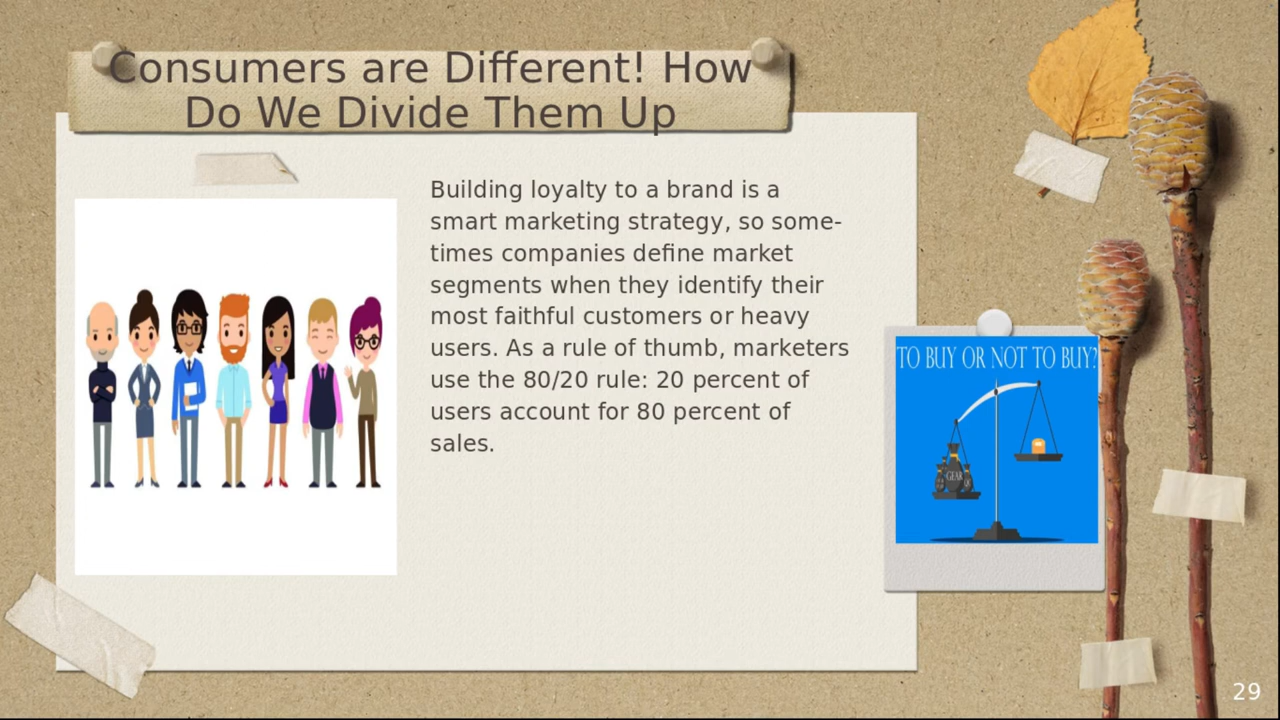 Consumers are Different! How
Do We Divide Them Up
Building loyalty to a brand is a
smart marketing strategy, so some-
times companies define market
segments when they identify their
most faithful customers or heavy
users. As a rule of thumb, marketers
use the 80/20 rule: 20 percent of
users account for 80 percent of
sales.
TO BUY OR NOT TO BUY?
GEAR
29